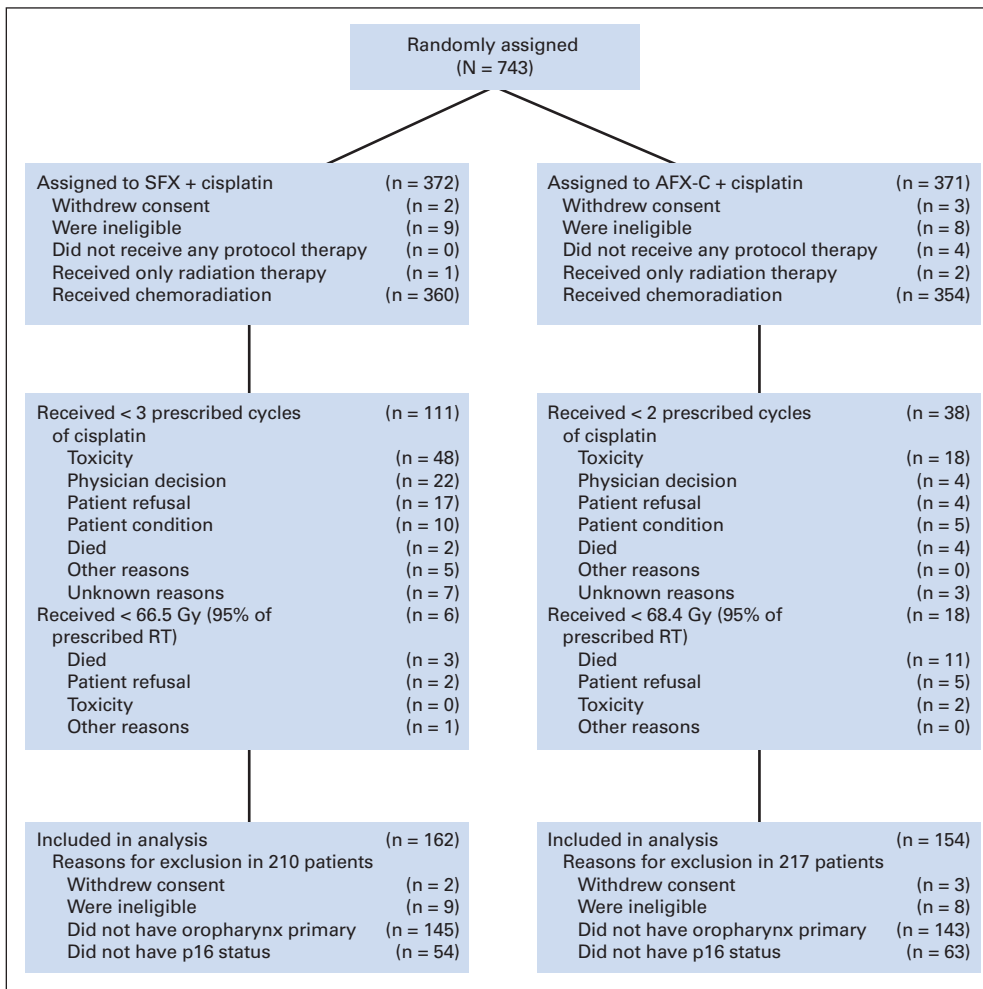 Randomly assigned
(N = 743)
Assigned to SFX + cisplatin (n = 372)
Withdrew consent (n = 2)
Were ineligible (n = 9)
Did not receive any protocol therapy (n = 0)
Received only radiation therapy (n = 1)
Received chemoradiation (n = 360)
Assigned to AFX-C + cisplatin (n = 371)
Withdrew consent (n = 3)
Were ineligible (n = 8)
Did not receive any protocol therapy (n = 4)
Received only radiation therapy (n = 2)
Received chemoradiation (n = 354)
Received < 3 prescribed cycles (n = 111)
of cisplatin
Toxicity (n = 48)
Physician decision (n = 22)
Patient refusal (n = 17)
Patient condition (n = 10)
Died (n = 2)
Other reasons (n = 5)
Unknown reasons (n = 7)
Received < 66.5 Gy (95% of (n = 6)
prescribed RT)
Died (n = 3)
Patient refusal (n = 2)
Toxicity (n = 0)
Other reasons (n = 1)
Received < 2 prescribed cycles (n = 38)
of cisplatin
Toxicity (n = 18)
Physician decision (n = 4)
Patient refusal (n = 4)
Patient condition (n = 5)
Died (n = 4)
Other reasons (n = 0)
Unknown reasons (n = 3)
Received < 68.4 Gy (95% of (n = 18)
prescribed RT)
Died (n = 11)
Patient refusal (n = 5)
Toxicity (n = 2)
Other reasons (n = 0)
Included in analysis (n = 162)
Reasons for exclusion in 210 patients
Withdrew consent (n = 2)
Were ineligible (n = 9)
Did not have oropharynx primary (n = 145)
Did not have p16 status (n = 54)
Included in analysis (n = 154)
Reasons for exclusion in 217 patients
Withdrew consent (n = 3)
Were ineligible (n = 8)
Did not have oropharynx primary (n = 143)
Did not have p16 status (n = 63)